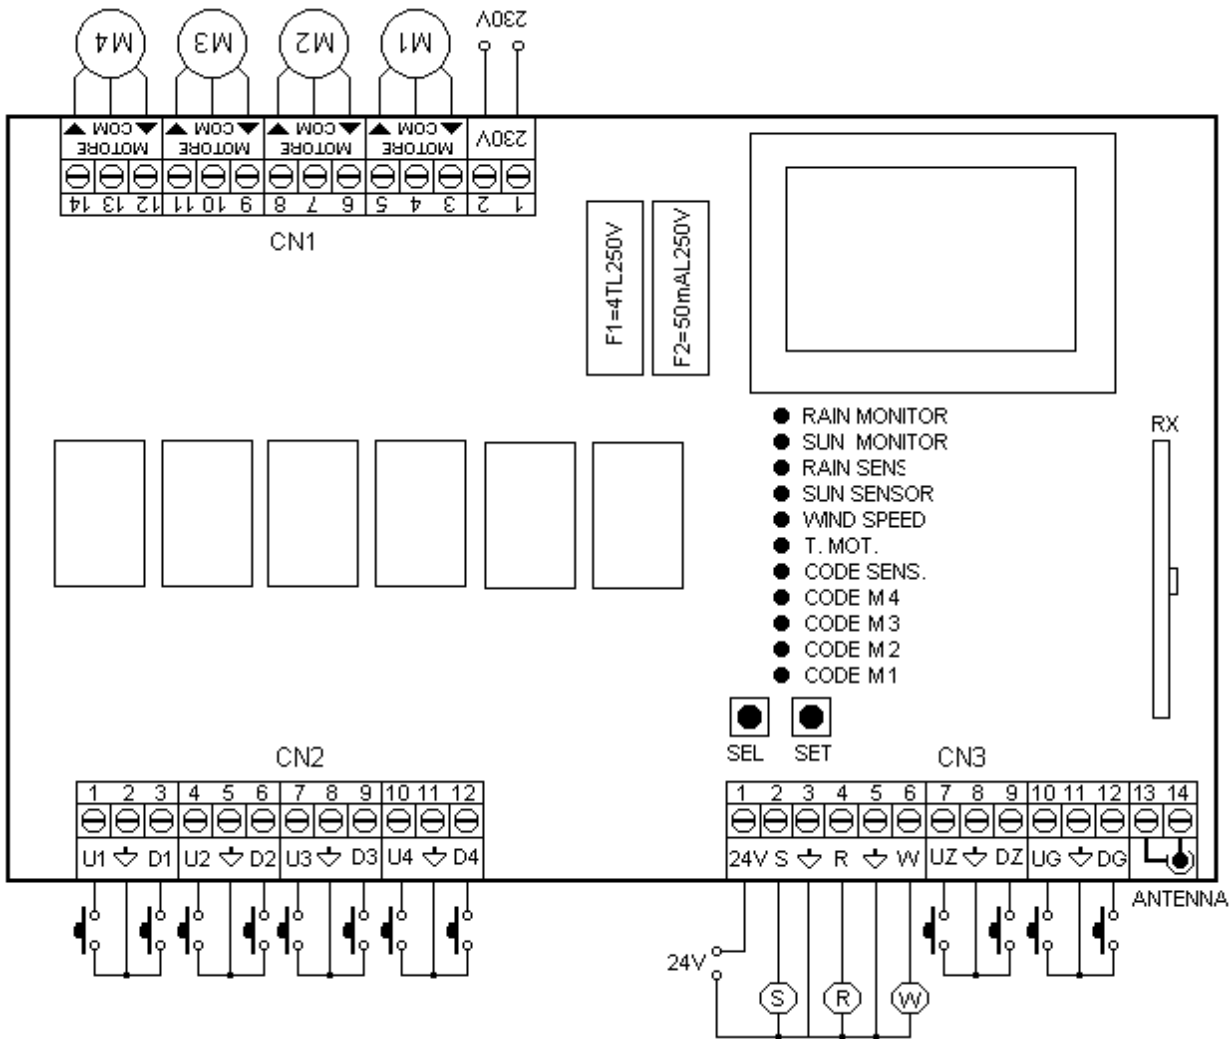 M4 M3 M2 M1 230V
COM COM COM COM
MOTORE MOTORE MOTORE MOTORE 230V
14 13 12 11 10 9 8 7 6 5 4 3 2 1
CN1
F1=4TL250V
F2=50mAL250V
RAIN MONITOR
SUN MONITOR
RAIN SENS
SUN SENSOR
WIND SPEED
T. MOT.
CODE SENS.
CODE M4
CODE M3
CODE M2
CODE M1
RX
SEL SET
CN2
1 2 3 4 5 6 7 8 9 10 11 12
U1 D1 U2 D2 U3 D3 U4 D4
CN3
1 2 3 4 5 6 7 8 9 10 11 12 13 14
24V S R W UZ DZ UG DG
ANTENNA
24V
S R W